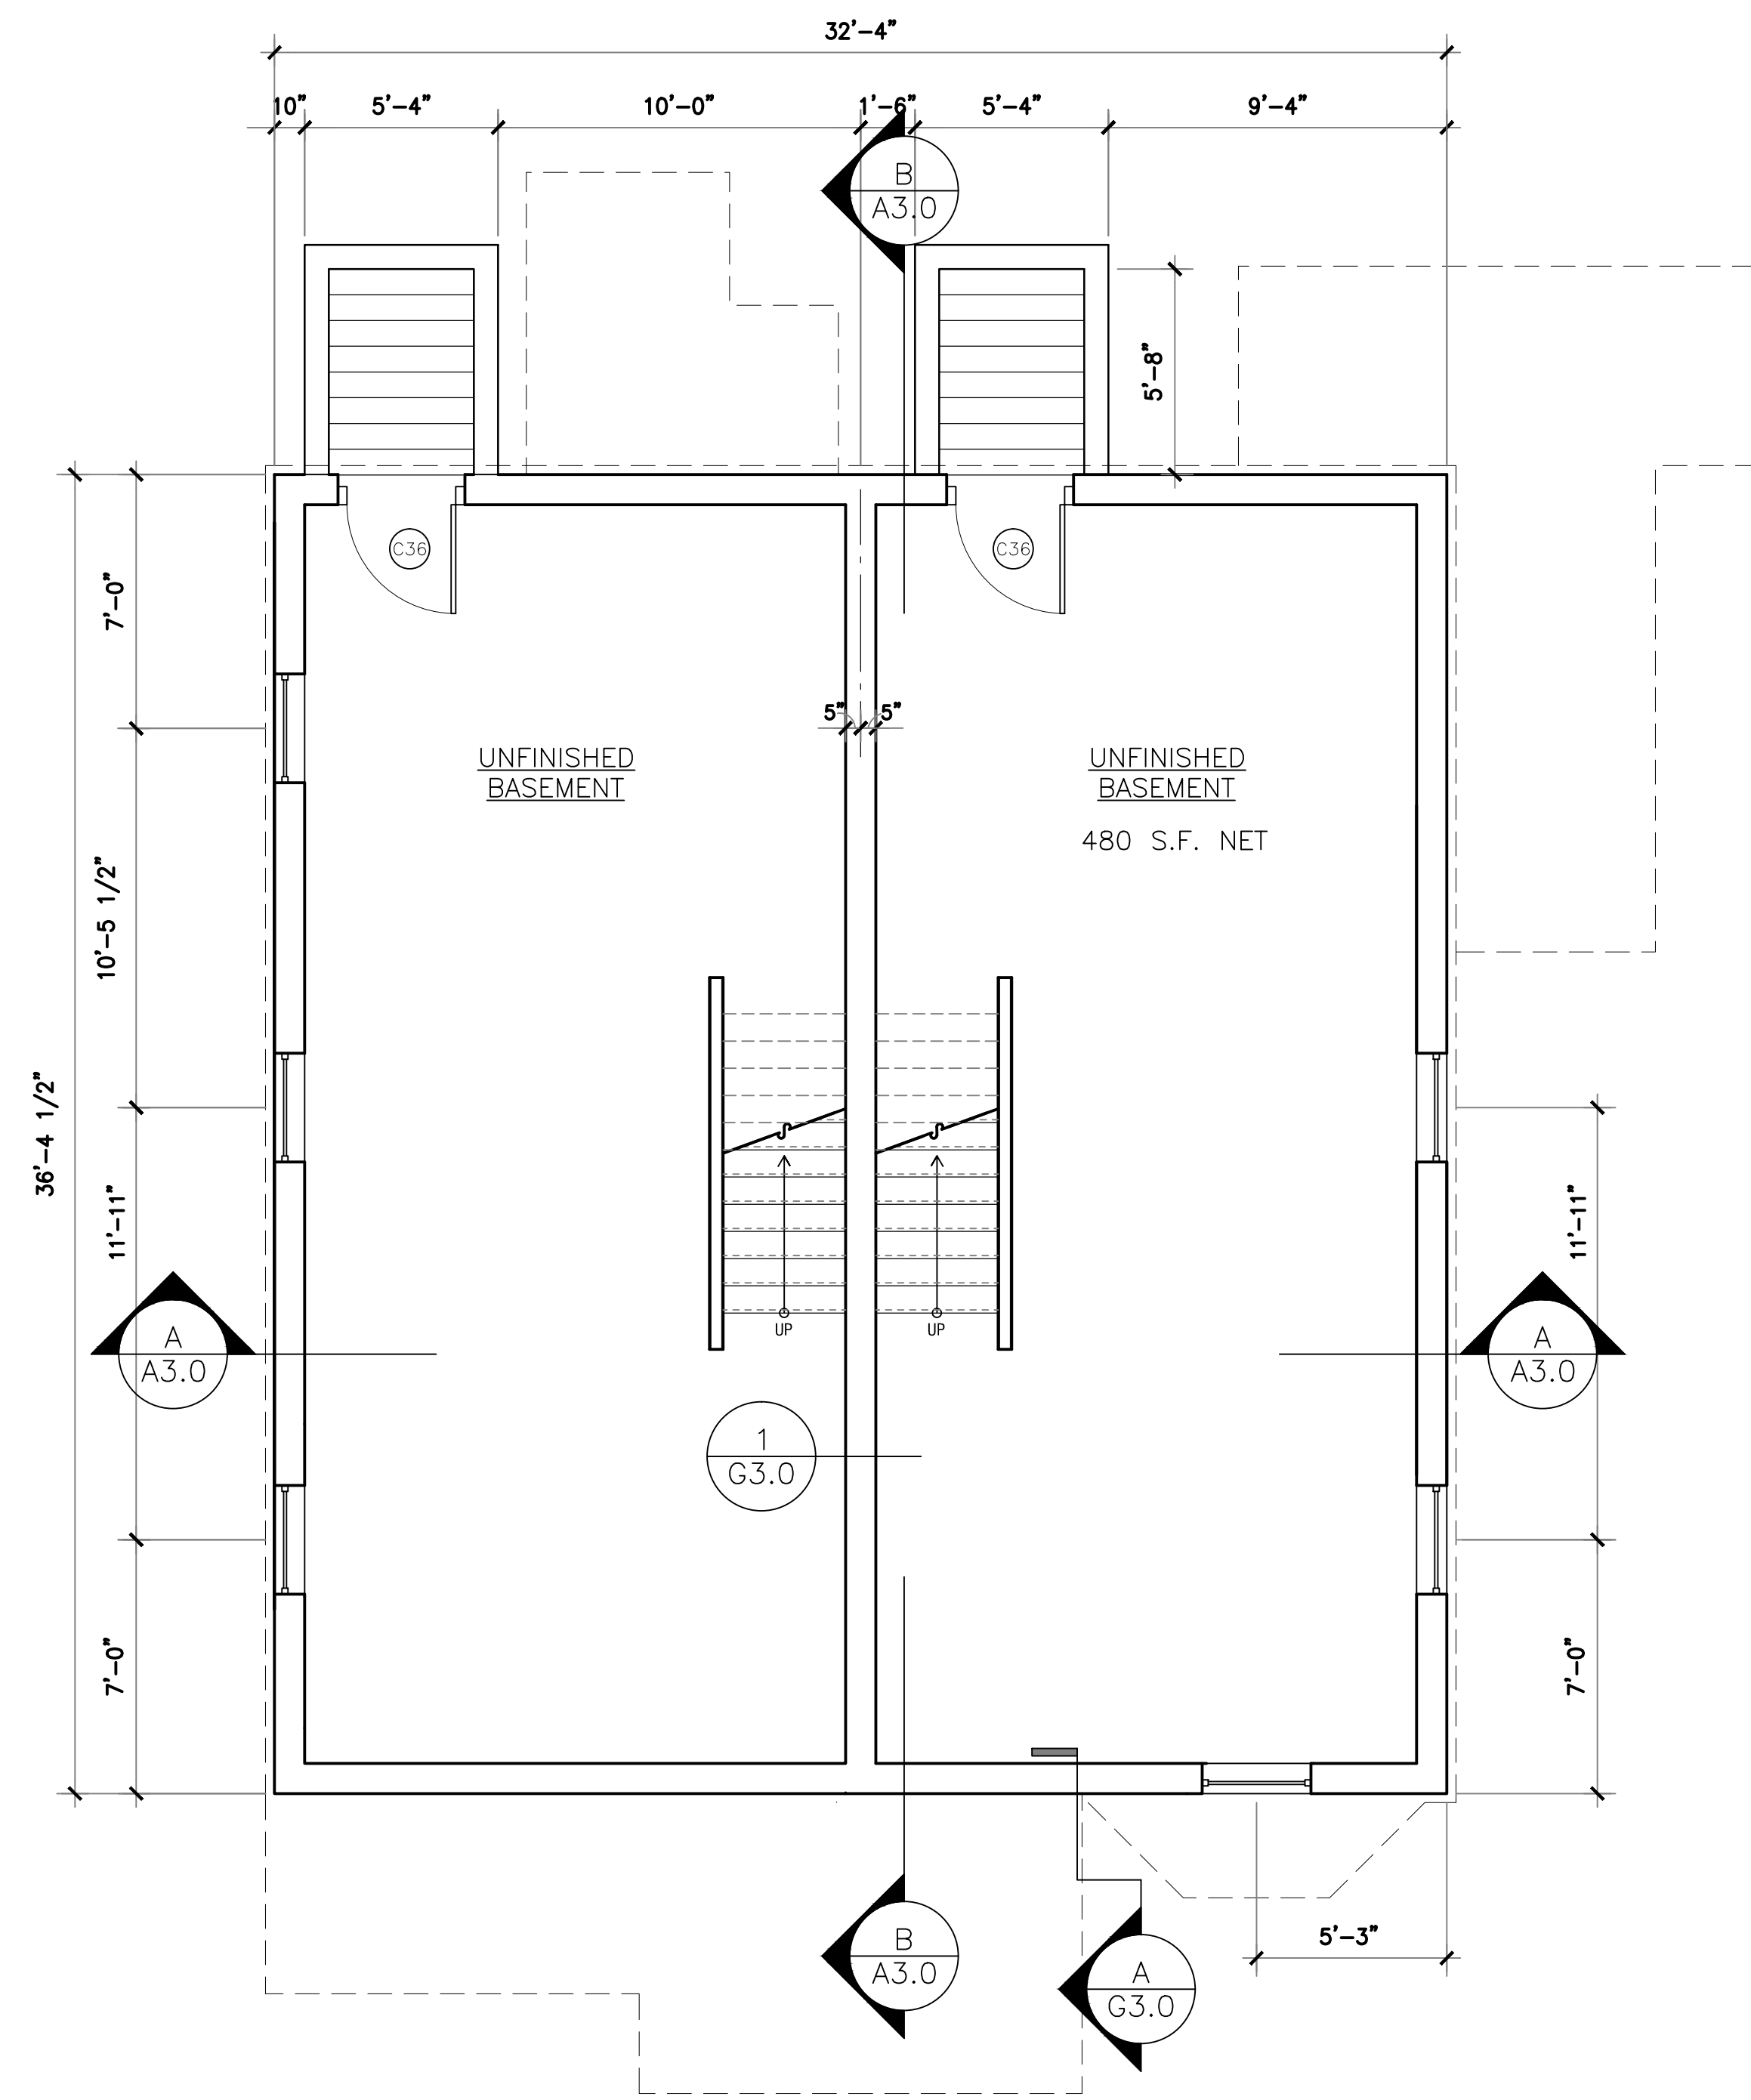 32'-4"
10" 5'-4" 10'-0" 1'-6" 5'-4" 9'-4"
B
A3.0
5'-8"
C36 C36
7'-0"
5" 5"
UNFINISHED
BASEMENT
UNFINISHED
BASEMENT
480 S.F. NET
10'-5 1/2"
36'-4 1/2"
11'-11"
11'-11"
UP UP
A
A3.0
A
A3.0
1
G3.0
7'-0"
7'-0"
5'-3"
B
A3.0
A
G3.0